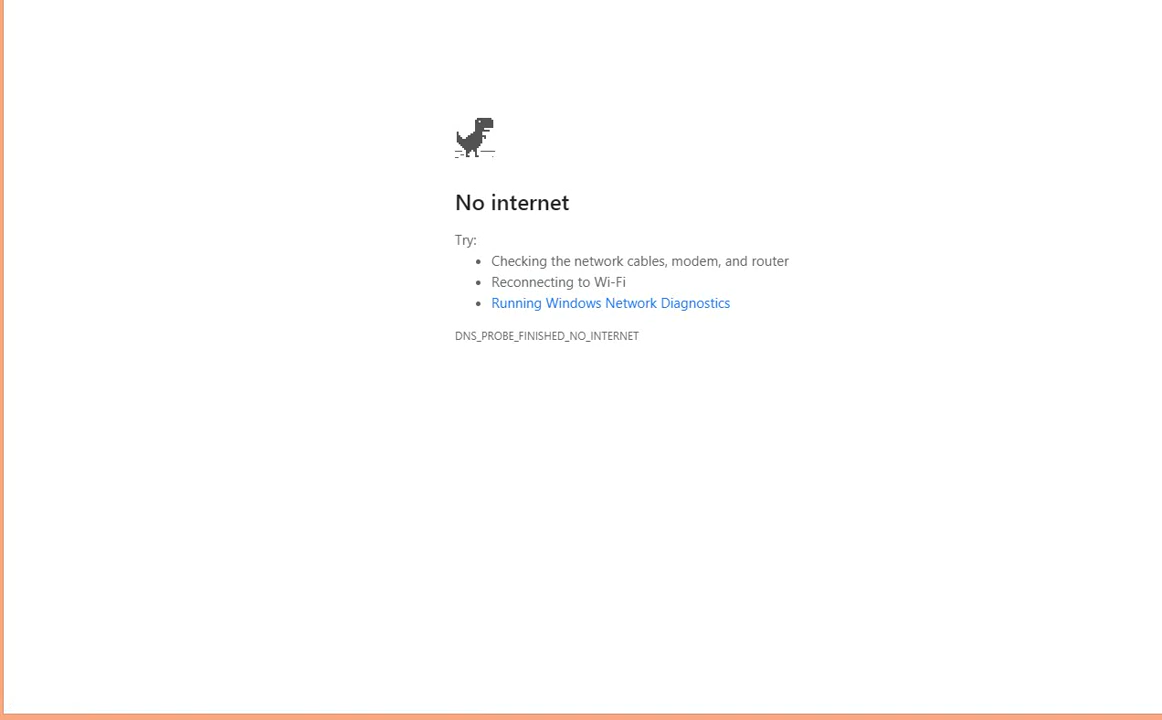 No internet
Try:
• Checking the network cables, modem, and router
• Reconnecting to Wi-Fi
• Running Windows Network Diagnostics
DNS_PROBE_FINISHED_NO_INTERNET